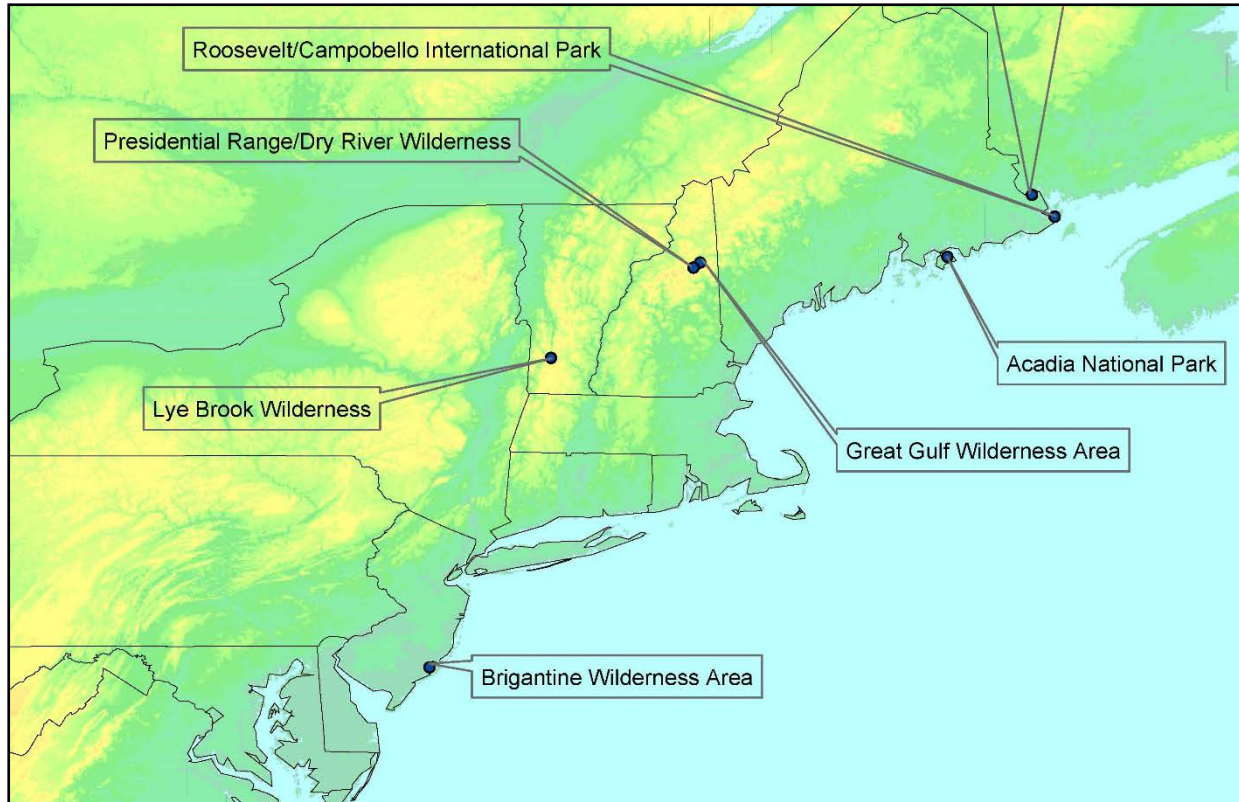 Roosevelt/Campobello International Park
Presidential Range/Dry River Wilderness
Acadia National Park
Lye Brook Wilderness
Great Gulf Wilderness Area
Brigantine Wilderness Area